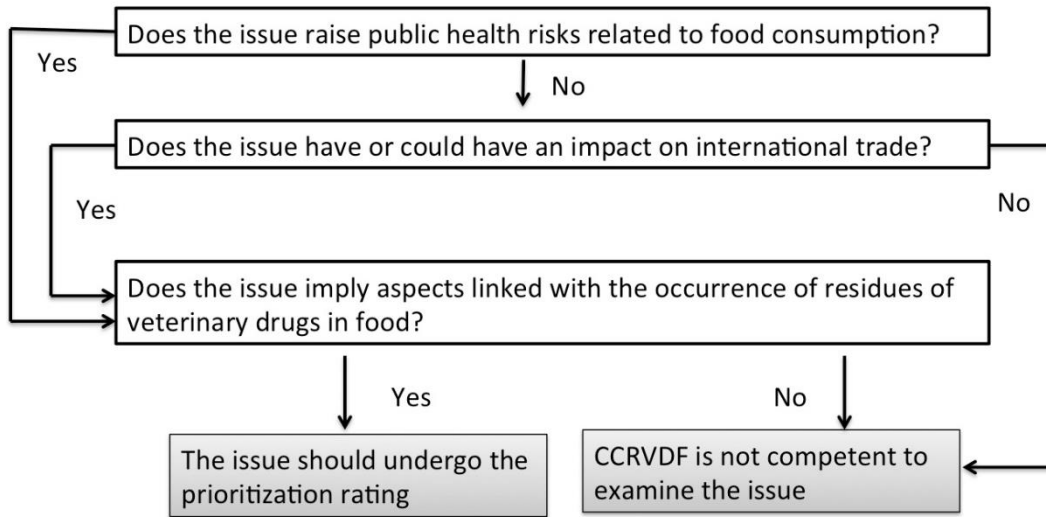 Does the issue raise public health risks related to food consumption?
Yes
No
Does the issue have or could have an impact on international trade?
Yes
No
Does the issue imply aspects linked with the occurrence of residues of
veterinary drugs in food?
Yes
No
The issue should undergo the
prioritization rating
CCRVDF is not competent to
examine the issue